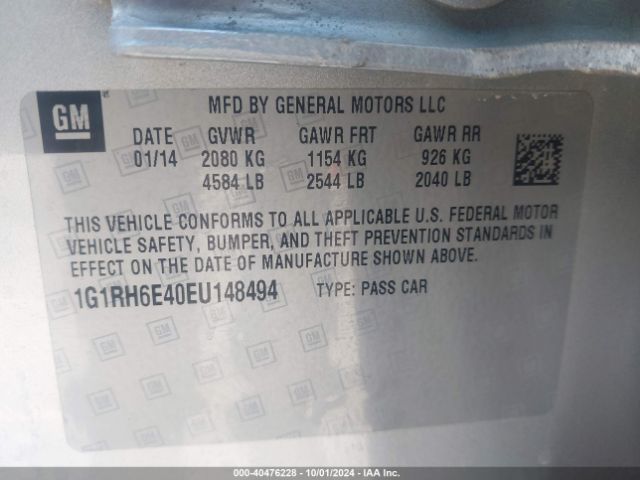 GM
MFD BY GENERAL MOTORS LLC
DATE GVWR GAWR FRT GAWR RR
01/14 2080 KG 1154 KG 926 KG
4584 LB 2544 LB 2040 LB
THIS VEHICLE CONFORMS TO ALL APPLICABLE U.S. FEDERAL MOTOR
VEHICLE SAFETY, BUMPER, AND THEFT PREVENTION STANDARDS IN
EFFECT ON THE DATE OF MANUFACTURE SHOWN ABOVE.
1G1RH6E40EU148494 TYPE: PASS CAR
000-40476228 - 10/01/2024 - IAA Inc.